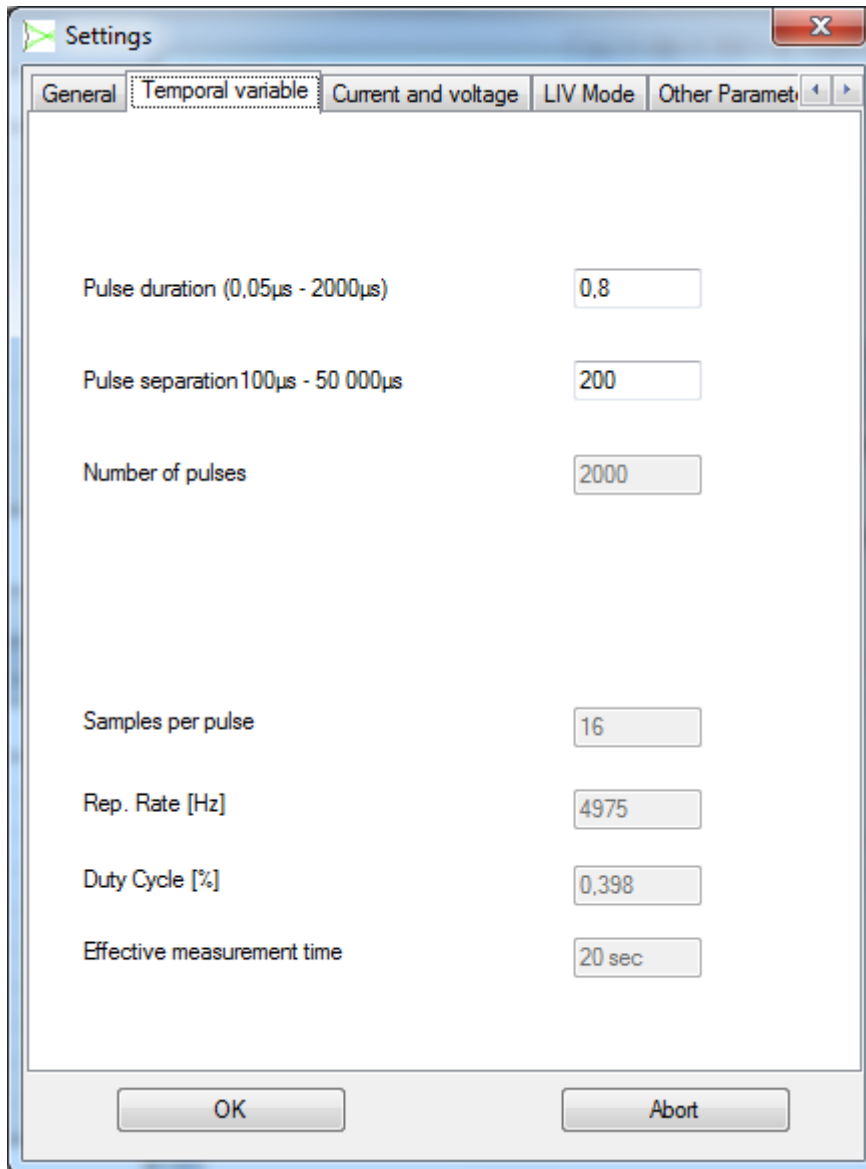 Settings
General Temporal variable Current and voltage LIV Mode Other Paramet
Pulse duration (0,05µs - 2000µs) 0,8
Pulse separation100µs - 50 000µs 200
Number of pulses 2000
Samples per pulse 16
Rep. Rate [Hz] 4975
Duty Cycle [%] 0,398
Effective measurement time 20 sec
OK Abort